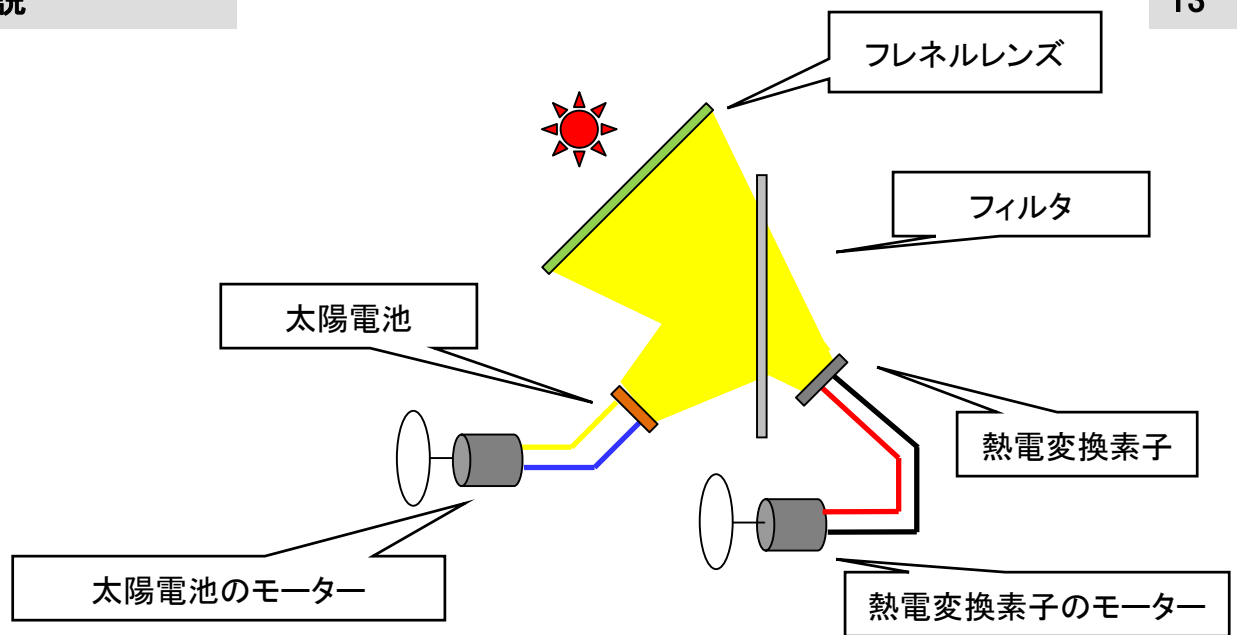 説
13
フレネルレンズ
フィルタ
太陽電池
熱電変換素子
太陽電池のモーター
熱電変換素子のモーター